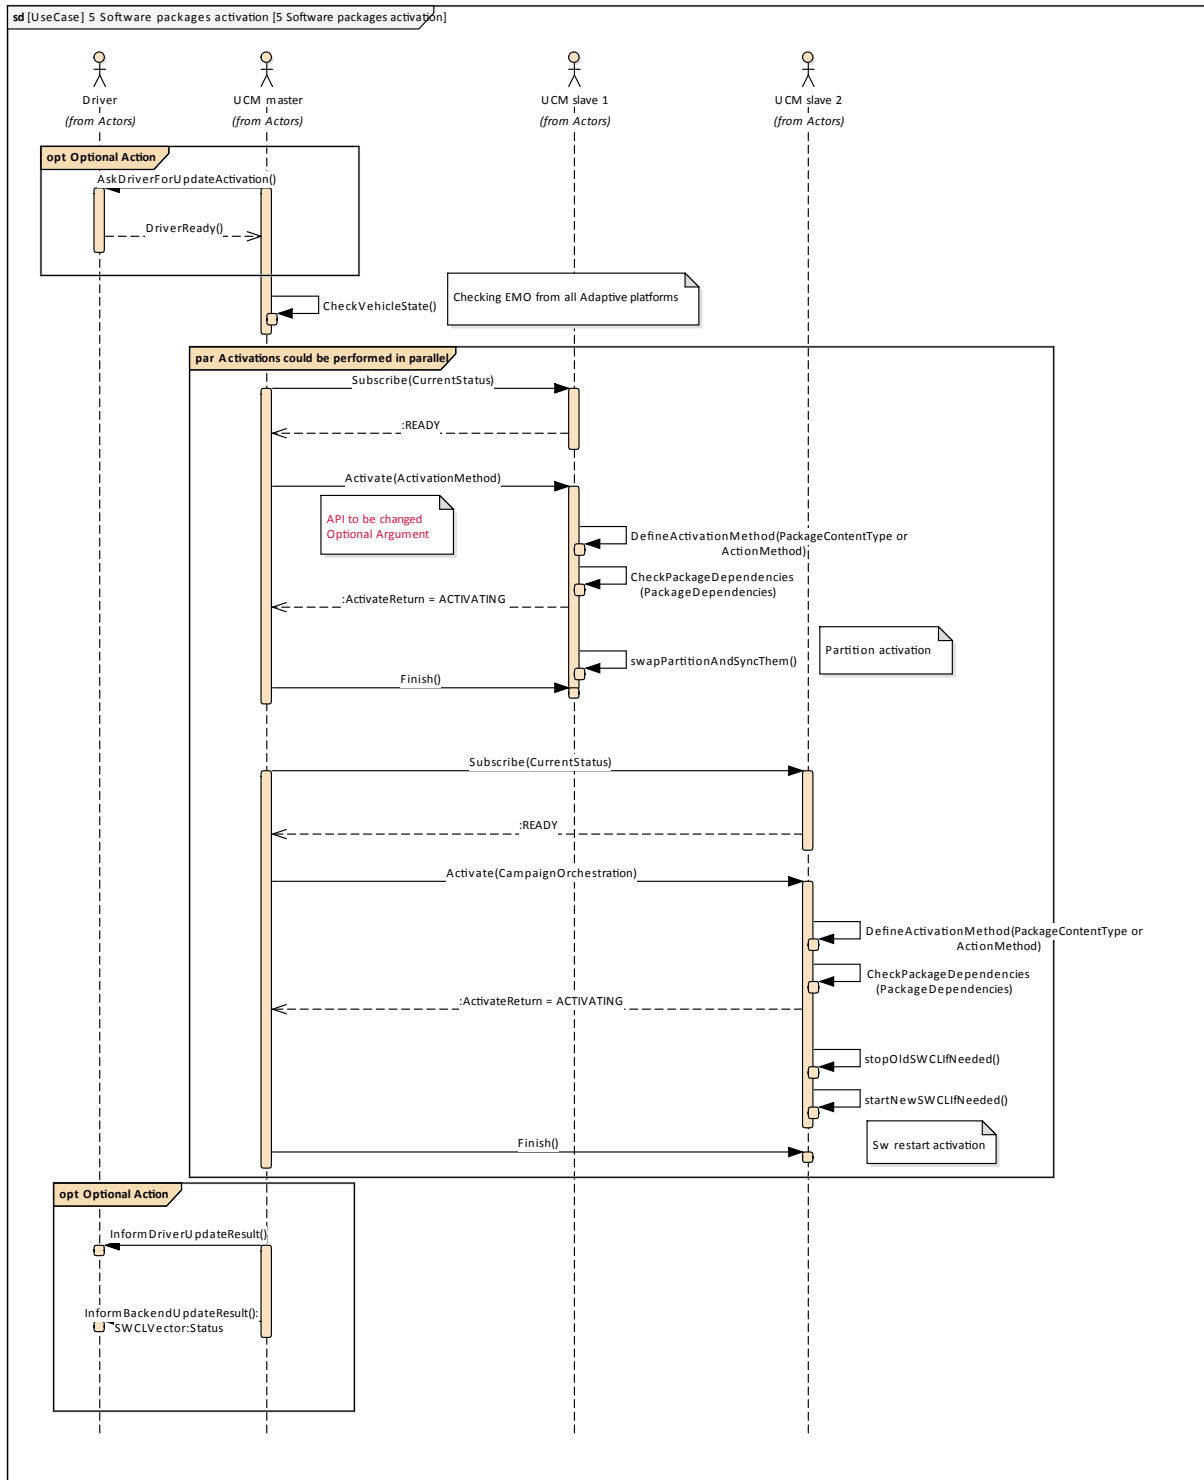 sd [UseCase] 5 Software packages activation [5 Software packages activation]
Driver
(from Actors)
UCM master
(from Actors)
UCM slave 1
(from Actors)
UCM slave 2
(from Actors)
opt Optional Action
AskDriverForUpdateActivation()
DriverReady()
CheckVehicleState()
Checking EMO from all Adaptive platforms
par Activations could be performed in parallel
Subscribe(CurrentStatus)
:READY
Activate(ActivationMethod)
API to be changed
Optional Argument
DefineActivationMethod(PackageContentType or
ActionMethod)
CheckPackageDependencies
(PackageDependencies)
:ActivateReturn = ACTIVATING
Partition activation
swapPartitionAndSyncThem()
Finish()
Subscribe(CurrentStatus)
:READY
Activate(CampaignOrchestration)
DefineActivationMethod(PackageContentType or
ActionMethod)
CheckPackageDependencies
(PackageDependencies)
:ActivateReturn = ACTIVATING
stopOldSWCLIfNeeded()
startNewSWCLIfNeeded()
Finish()
Sw restart activation
opt Optional Action
InformDriverUpdateResult()
InformBackendUpdateResult():
SWCLVector:Status